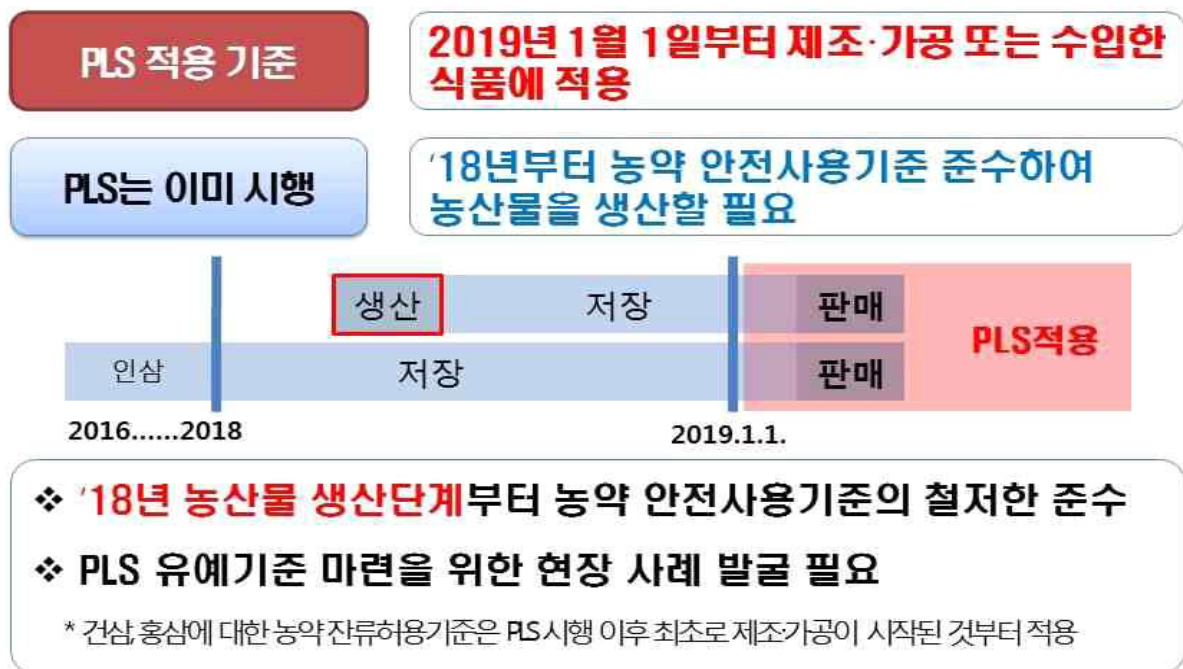 PLS 적용 기준
2019년 1월 1일부터 제조·가공 또는 수입한
식품에 적용
PLS는 이미 시행
'18년부터 농약 안전사용기준 준수하여
농산물을 생산할 필요
생산 저장 판매
PLS적용
인삼 저장 판매
2016......2018 2019.1.1.
❖ '18년 농산물 생산단계부터 농약 안전사용기준의 철저한 준수
❖ PLS 유예기준 마련을 위한 현장 사례 발굴 필요
* 건삼, 홍삼에 대한 농약 잔류허용기준은 PLS 시행 이후 최초로 제조·가공이 시작된 것부터 적용